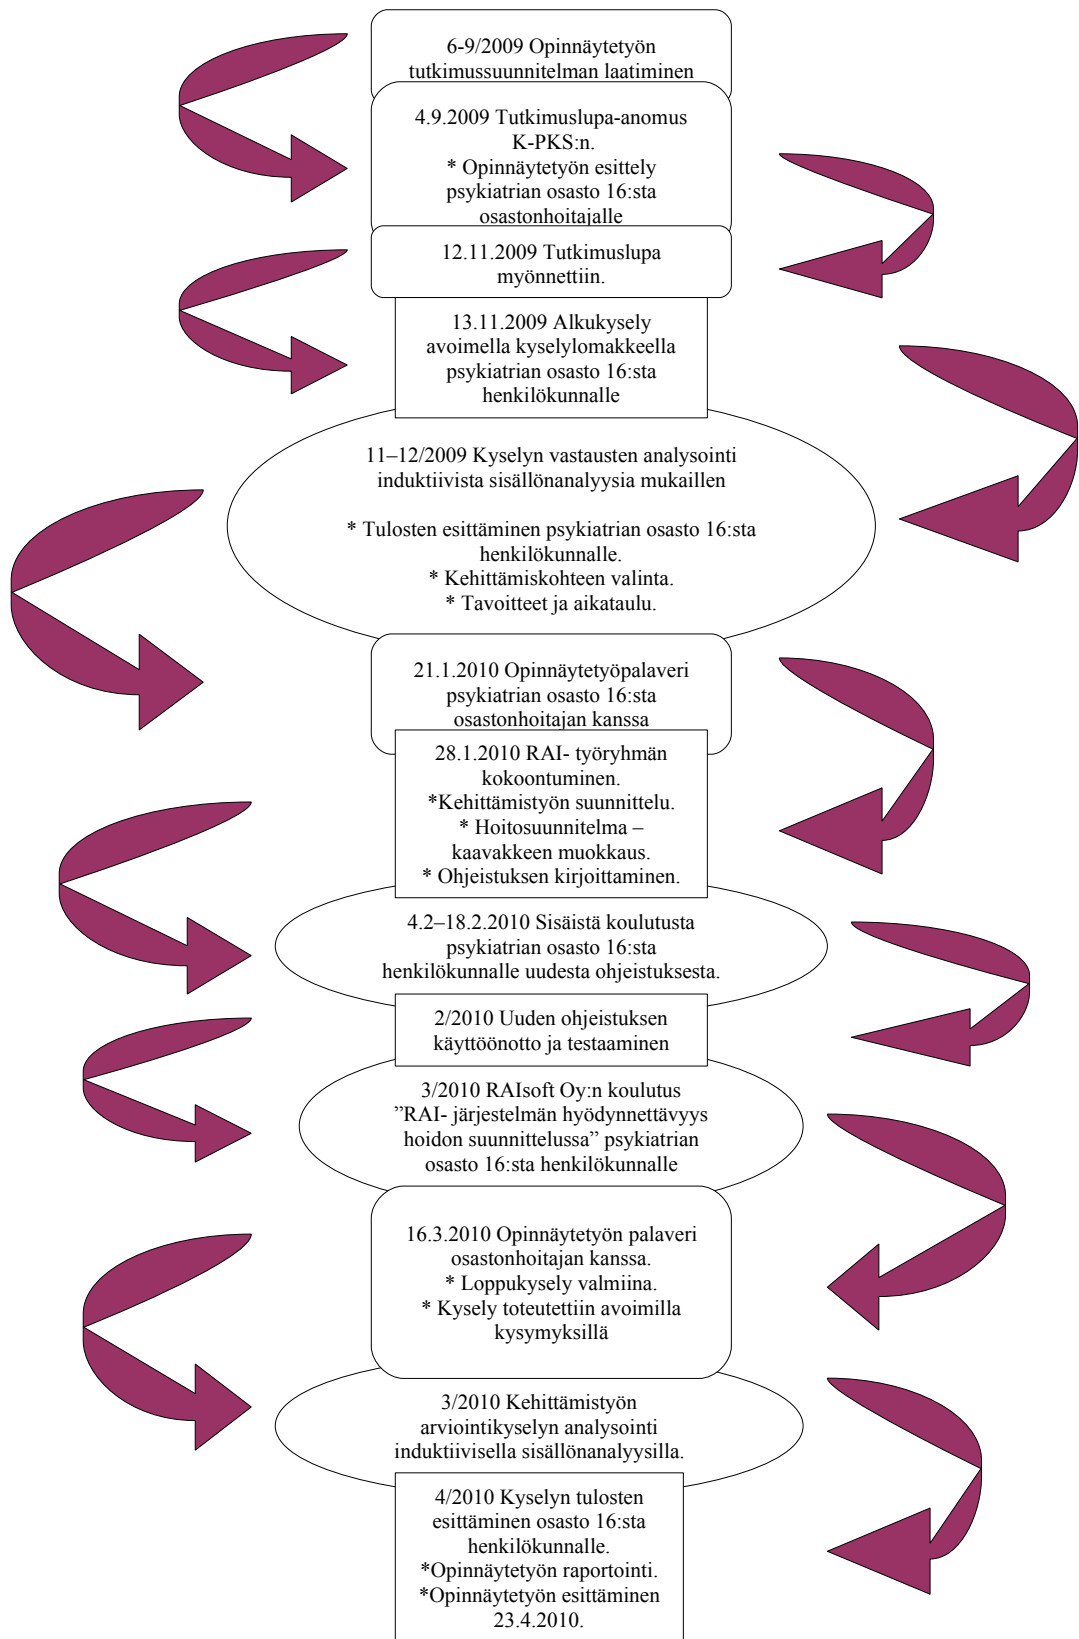 6-9/2009 Opinnäytetyön
tutkimussuunnitelman laatiminen
4.9.2009 Tutkimuslupa-anomus
K-PKS:n.
* Opinnäytetyön esittely
psykiatrian osasto 16:sta
osastonhoitajalle
12.11.2009 Tutkimuslupa
myönnettiin.
13.11.2009 Alkukysely
avoimella kyselylomakkeella
psykiatrian osasto 16:sta
henkilökunnalle
11–12/2009 Kyselyn vastausten analysointi
induktiivista sisällönanalyysia mukaillen
* Tulosten esittäminen psykiatrian osasto 16:sta
henkilökunnalle.
* Kehittämiskohteen valinta.
* Tavoitteet ja aikataulu.
21.1.2010 Opinnäytetyöpalaveri
psykiatrian osasto 16:sta
osastonhoitajan kanssa
28.1.2010 RAI- työryhmän
kokoontuminen.
*Kehittämistyön suunnittelu.
* Hoitosuunnitelma –
kaavakkeen muokkaus.
* Ohjeistuksen kirjoittaminen.
4.2–18.2.2010 Sisäistä koulutusta
psykiatrian osasto 16:sta
henkilökunnalle uudesta ohjeistuksesta.
2/2010 Uuden ohjeistuksen
käyttöönotto ja testaaminen
3/2010 RAIsoft Oy:n koulutus
”RAI- järjestelmän hyödynnettävyys
hoidon suunnittelussa” psykiatrian
osasto 16:sta henkilökunnalle
16.3.2010 Opinnäytetyön palaveri
osastonhoitajan kanssa.
* Loppukysely valmiina.
* Kysely toteutettiin avoimilla
kysymyksillä
3/2010 Kehittämistyön
arviointikyselyn analysointi
induktiivisella sisällönanalyysilla.
4/2010 Kyselyn tulosten
esittäminen osasto 16:sta
henkilökunnalle.
*Opinnäytetyön raportointi.
*Opinnäytetyön esittäminen
23.4.2010.